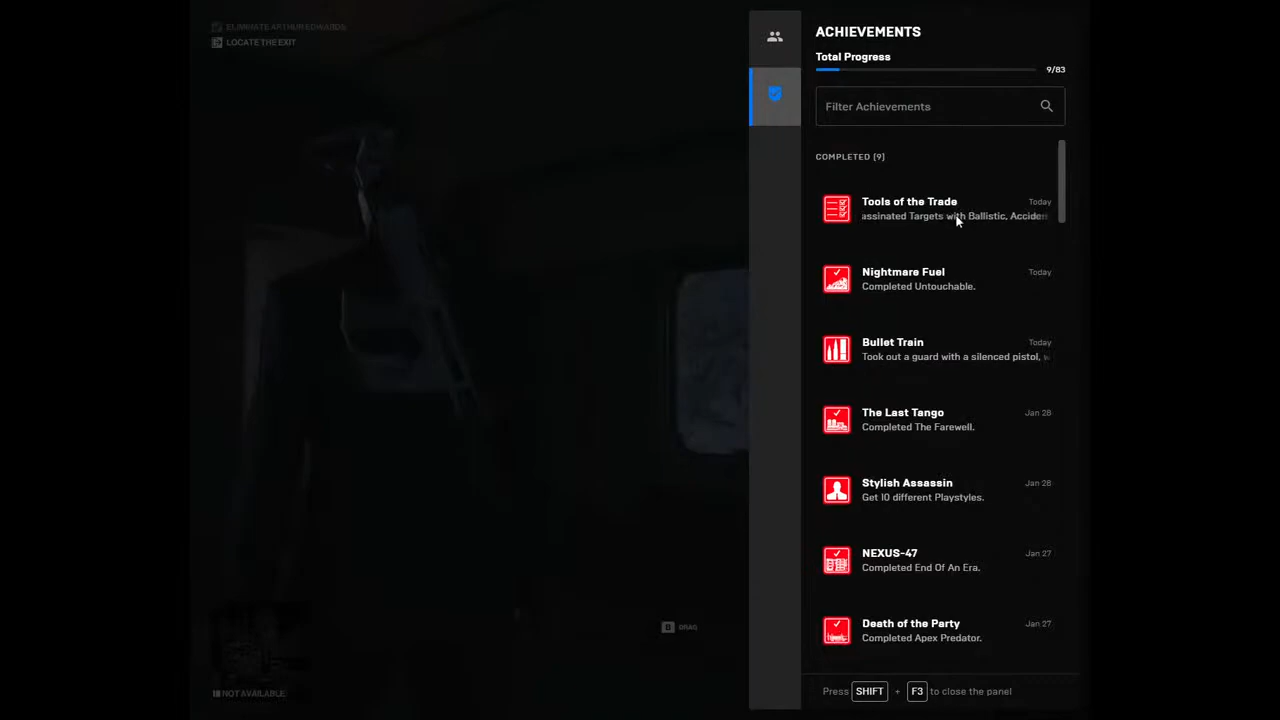 ELIMINATE ARTHUR EDWARDS
LOCATE THE EXIT
ACHIEVEMENTS
Total Progress
9/83
Filter Achievements
COMPLETED [9]
Tools of the Trade
Today
assinated Targets with Ballistic, Accide
Nightmare Fuel
Today
Completed Untouchable.
Bullet Train
Today
Took out a guard with a silenced pistol,
The Last Tango
Jan 28
Completed The Farewell.
Stylish Assassin
Jan 28
Get 10 different Playstyles.
NEXUS-47
Jan 27
Completed End Of An Era.
Death of the Party
Jan 27
Completed Apex Predator.
DRAG
NOT AVAILABLE
Press SHIFT + F3 to close the panel